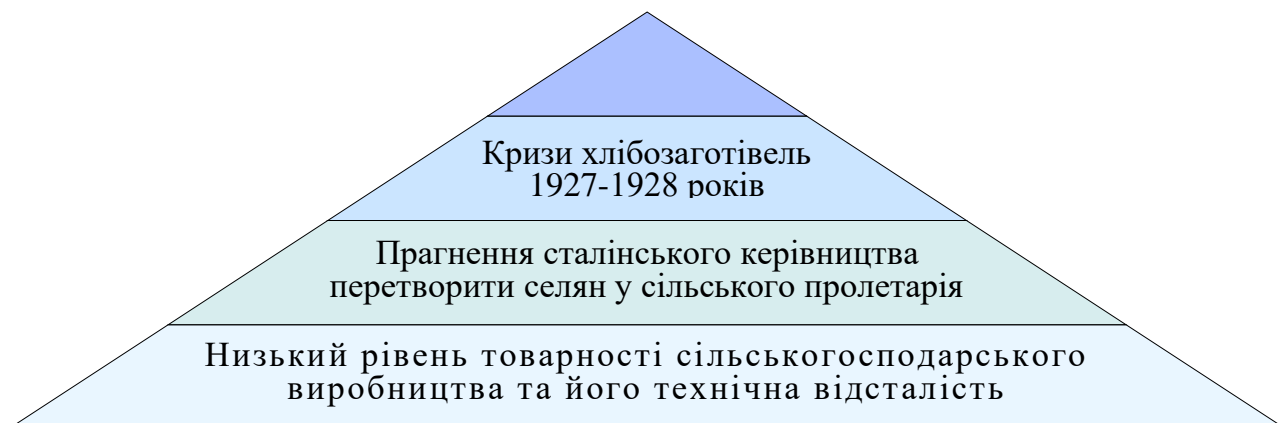 Кризи хлібозаготівель
1927-1928 років
Прагнення сталінського керівництва
перетворити селян у сільського пролетарія
Низький рівень товарності сільськогосподарського
виробництва та його технічна відсталість